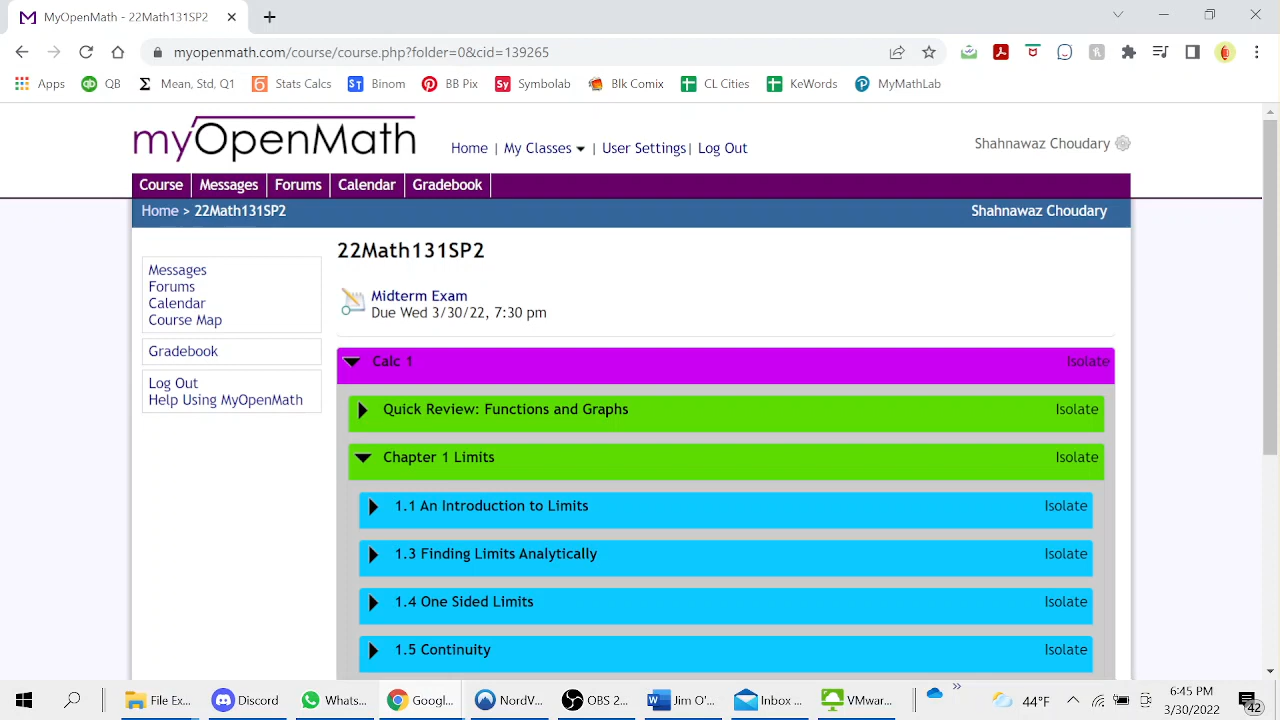 MyOpenMath
myopenmath.com/course/course.php?folder=0&cid=139265
Apps QB Mean, Std, Q1 Stats Calcs Binom BB Pix Symbolab Blk Comix CL Cities KeWords MyMathLab
myOpenMath
Home | My Classes | User Settings | Log Out
Shahnawaz Choudary
Course Messages Forums Calendar Gradebook
Home > 22Math131SP2
Shahnawaz Choudary
Messages
Forums
Calendar
Course Map
Gradebook
Log Out
Help Using MyOpenMath
22Math131SP2
Midterm Exam
Due Wed 3/30/22, 7:30 pm
Calc 1 Isolate
Quick Review: Functions and Graphs Isolate
Chapter 1 Limits Isolate
1.1 An Introduction to Limits Isolate
1.3 Finding Limits Analytically Isolate
1.4 One Sided Limits Isolate
1.5 Continuity Isolate
File Exp... Discord Whats... Googl... NordV... OBS 2... Jim O'... Inbox ... VMwar... 44°F 6:45 PM
3/30/2022 42